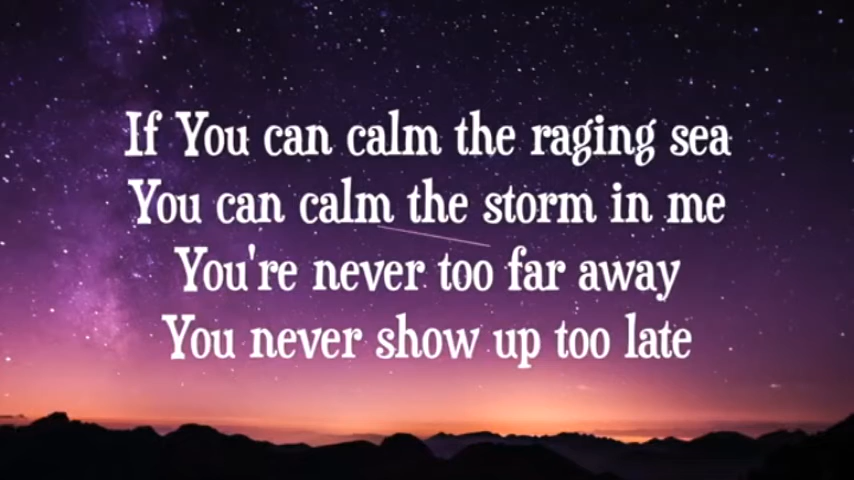 If You can calm the raging sea
You can calm the storm in me
You're never too far away
You never show up too late